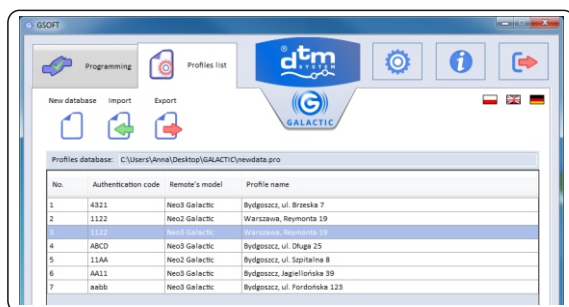 GSOFT
Programming
Profiles list
dtm
SYSTEM
GALACTIC
New database Import Export
Profiles database: C:\Users\Anna\Desktop\GALACTIC\newdata.pro
No. Authentication code Remote's model Profile name
1 4321 Neo3 Galactic Bydgoszcz, ul. Brzeska 7
2 1122 Neo2 Galactic Warszawa, Reymonta 19
3 1122 Neo3 Galactic Warszawa, Reymonta 19
4 ABCD Neo3 Galactic Bydgoszcz, ul. Długa 25
5 11AA Neo2 Galactic Bydgoszcz, ul. Szpitalna 8
6 AA11 Neo3 Galactic Bydgoszcz, Jagiellońska 39
7 aabb Neo3 Galactic Bydgoszcz, ul. Fordońska 123